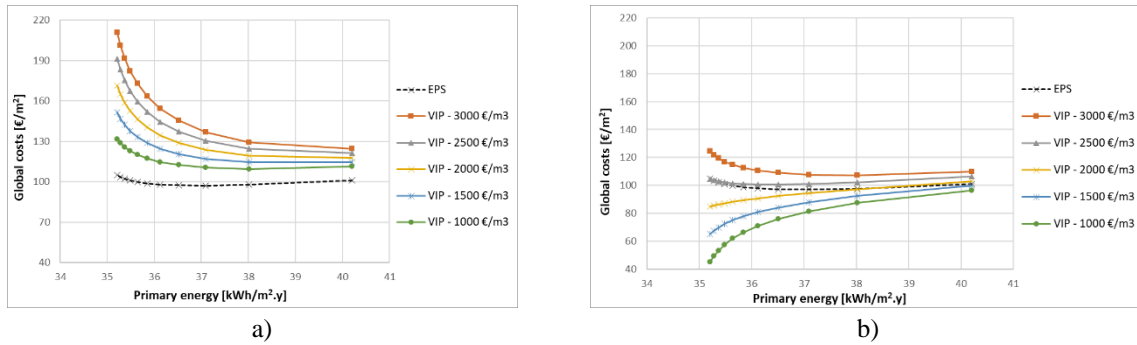 220
190
160
130
100
70
40
34
35
36
37
38
39
40
41
Global costs [€/m²]
Primary energy [kWh/m².y]
EPS
VIP - 3000 €/m3
VIP - 2500 €/m3
VIP - 2000 €/m3
VIP - 1500 €/m3
VIP - 1000 €/m3
a)
220
200
180
160
140
120
100
80
60
40
34
35
36
37
38
39
40
41
Global costs [€/m²]
Primary energy [kWh/m².y]
EPS
VIP - 3000 €/m3
VIP - 2500 €/m3
VIP - 2000 €/m3
VIP - 1500 €/m3
VIP - 1000 €/m3
b)